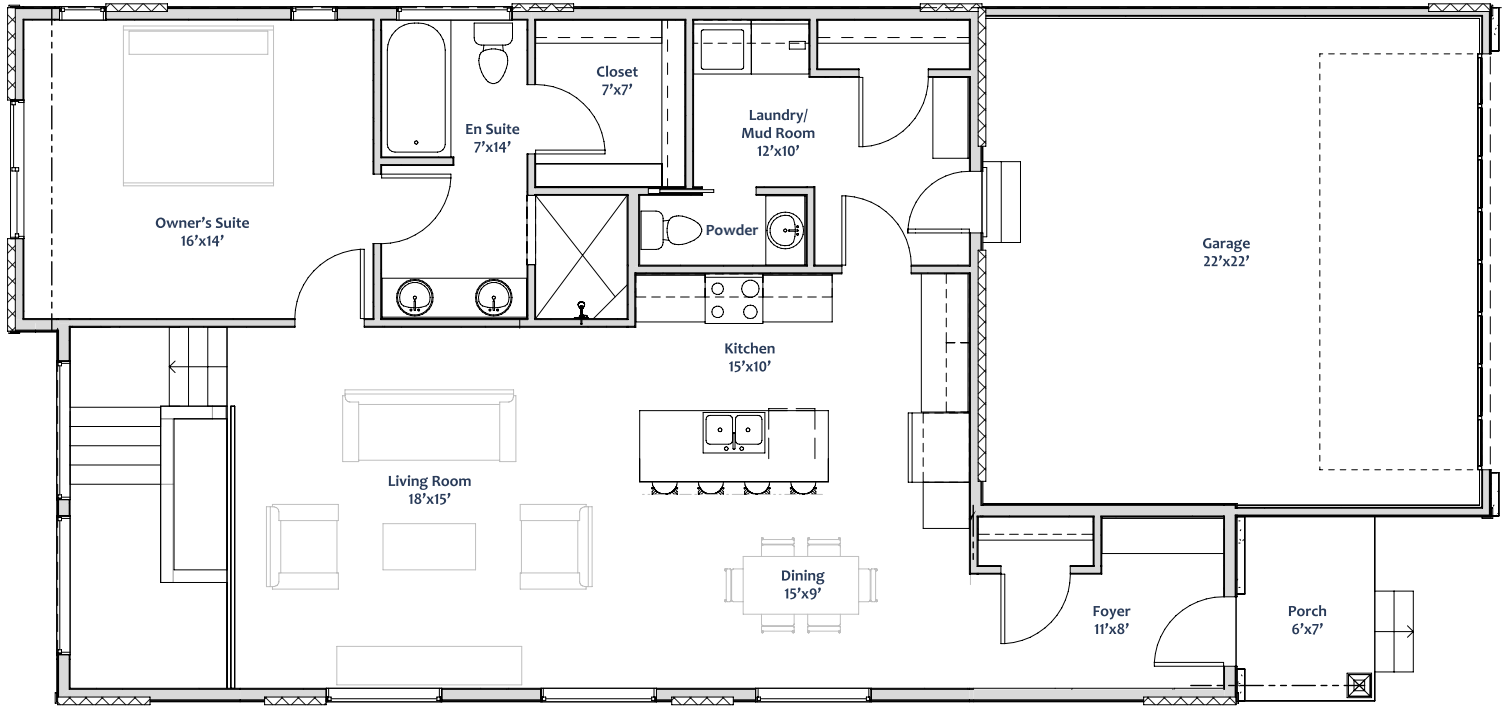 Closet
7'x7'
En Suite
7'x14'
Laundry/
Mud Room
12'x10'
Owner's Suite
16'x14'
Powder
Garage
22'x22'
Kitchen
15'x10'
Living Room
18'x15'
Dining
15'x9'
Foyer
11'x8'
Porch
6'x7'